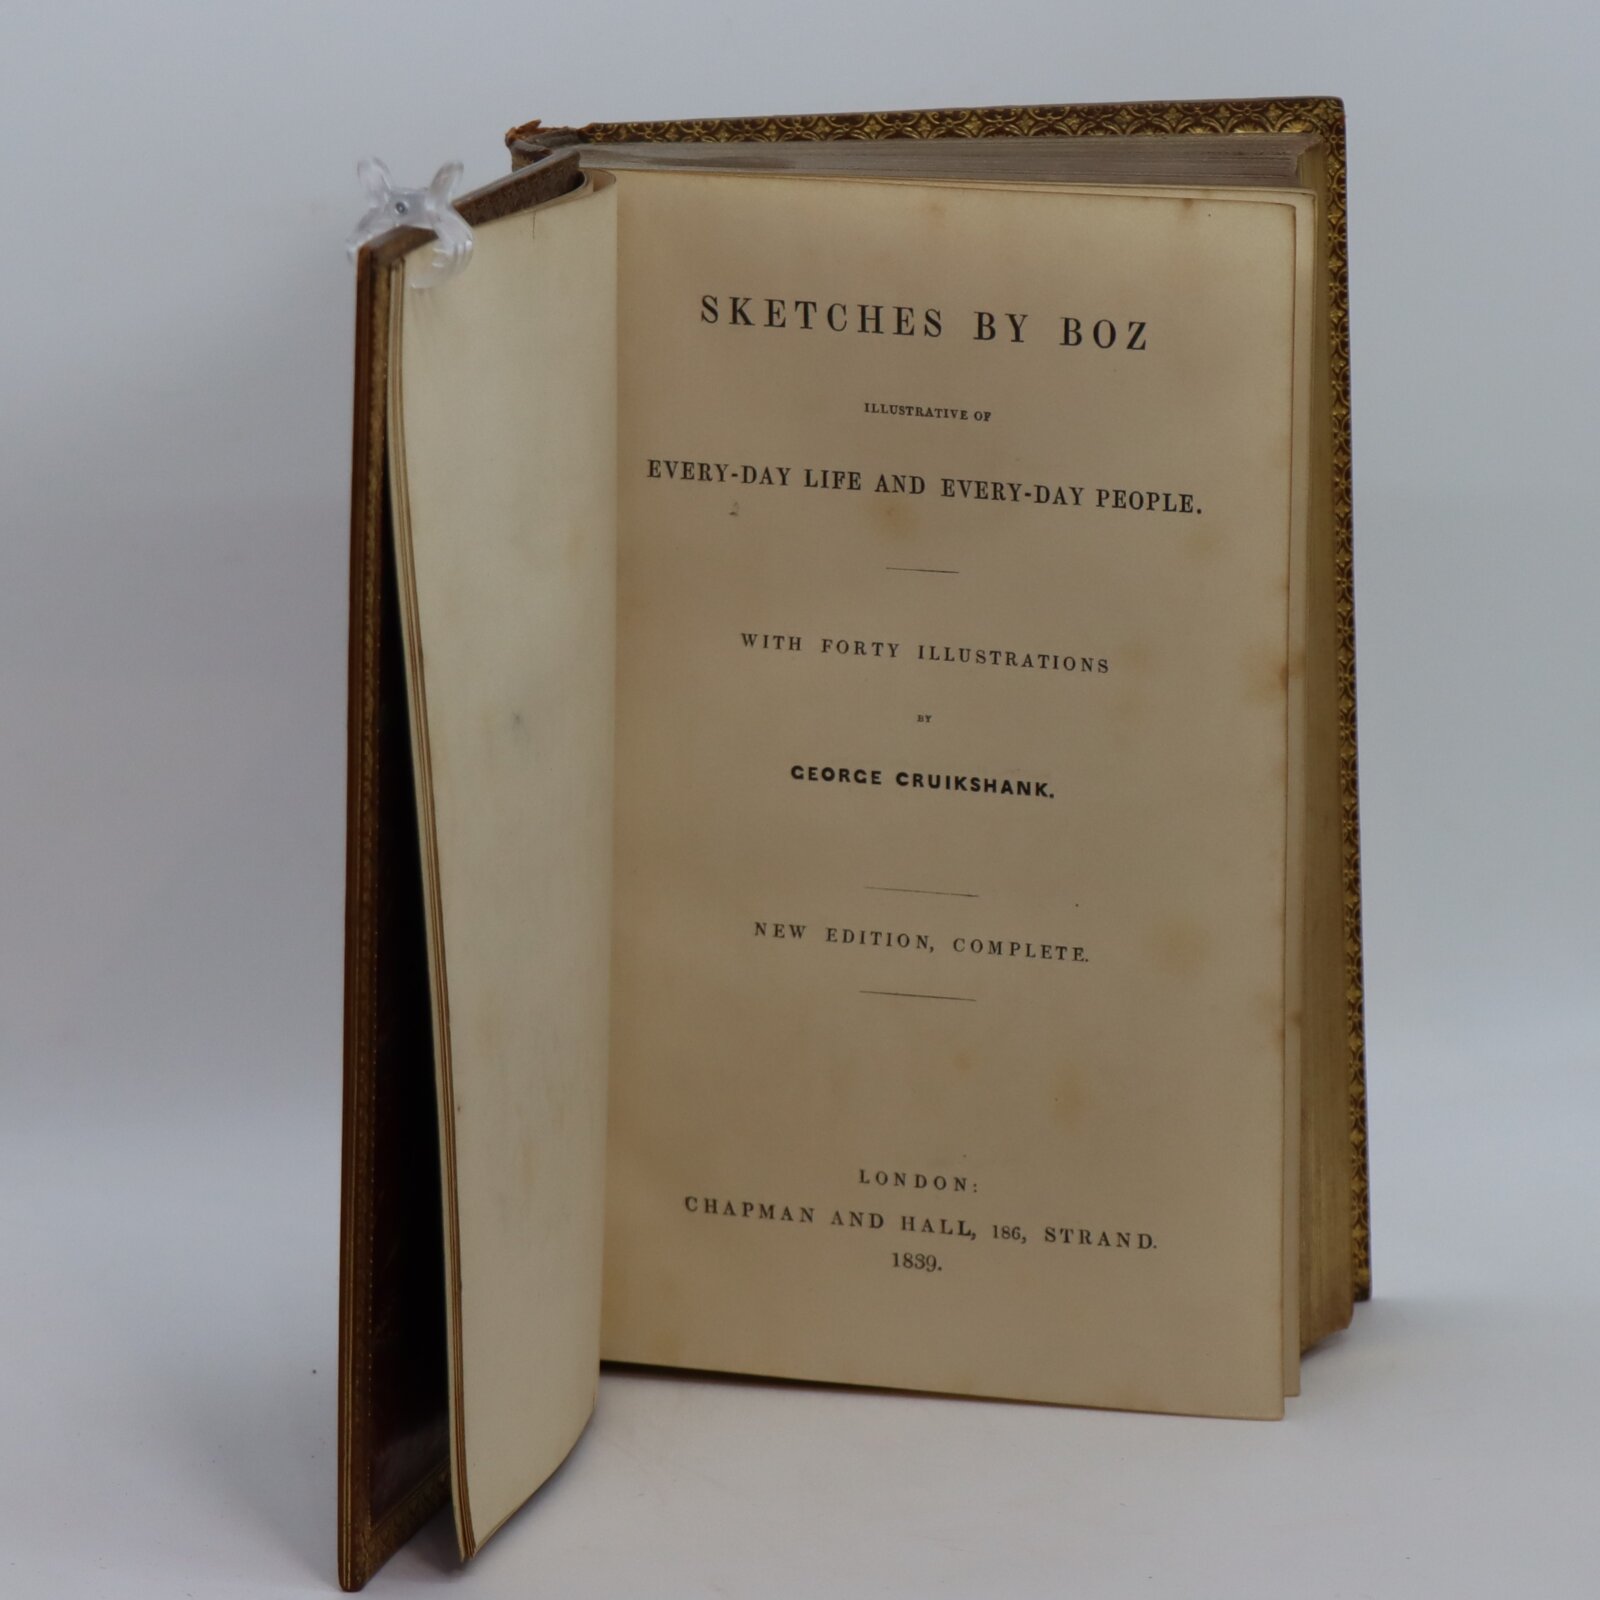 SKETCHES BY BOZ
ILLUSTRATIVE OF
EVERY-DAY LIFE AND EVERY-DAY PEOPLE.
WITH FORTY ILLUSTRATIONS
BY
GEORGE CRUIKSHANK.
NEW EDITION, COMPLETE.
LONDON:
CHAPMAN AND HALL, 186, STRAND.
1839.